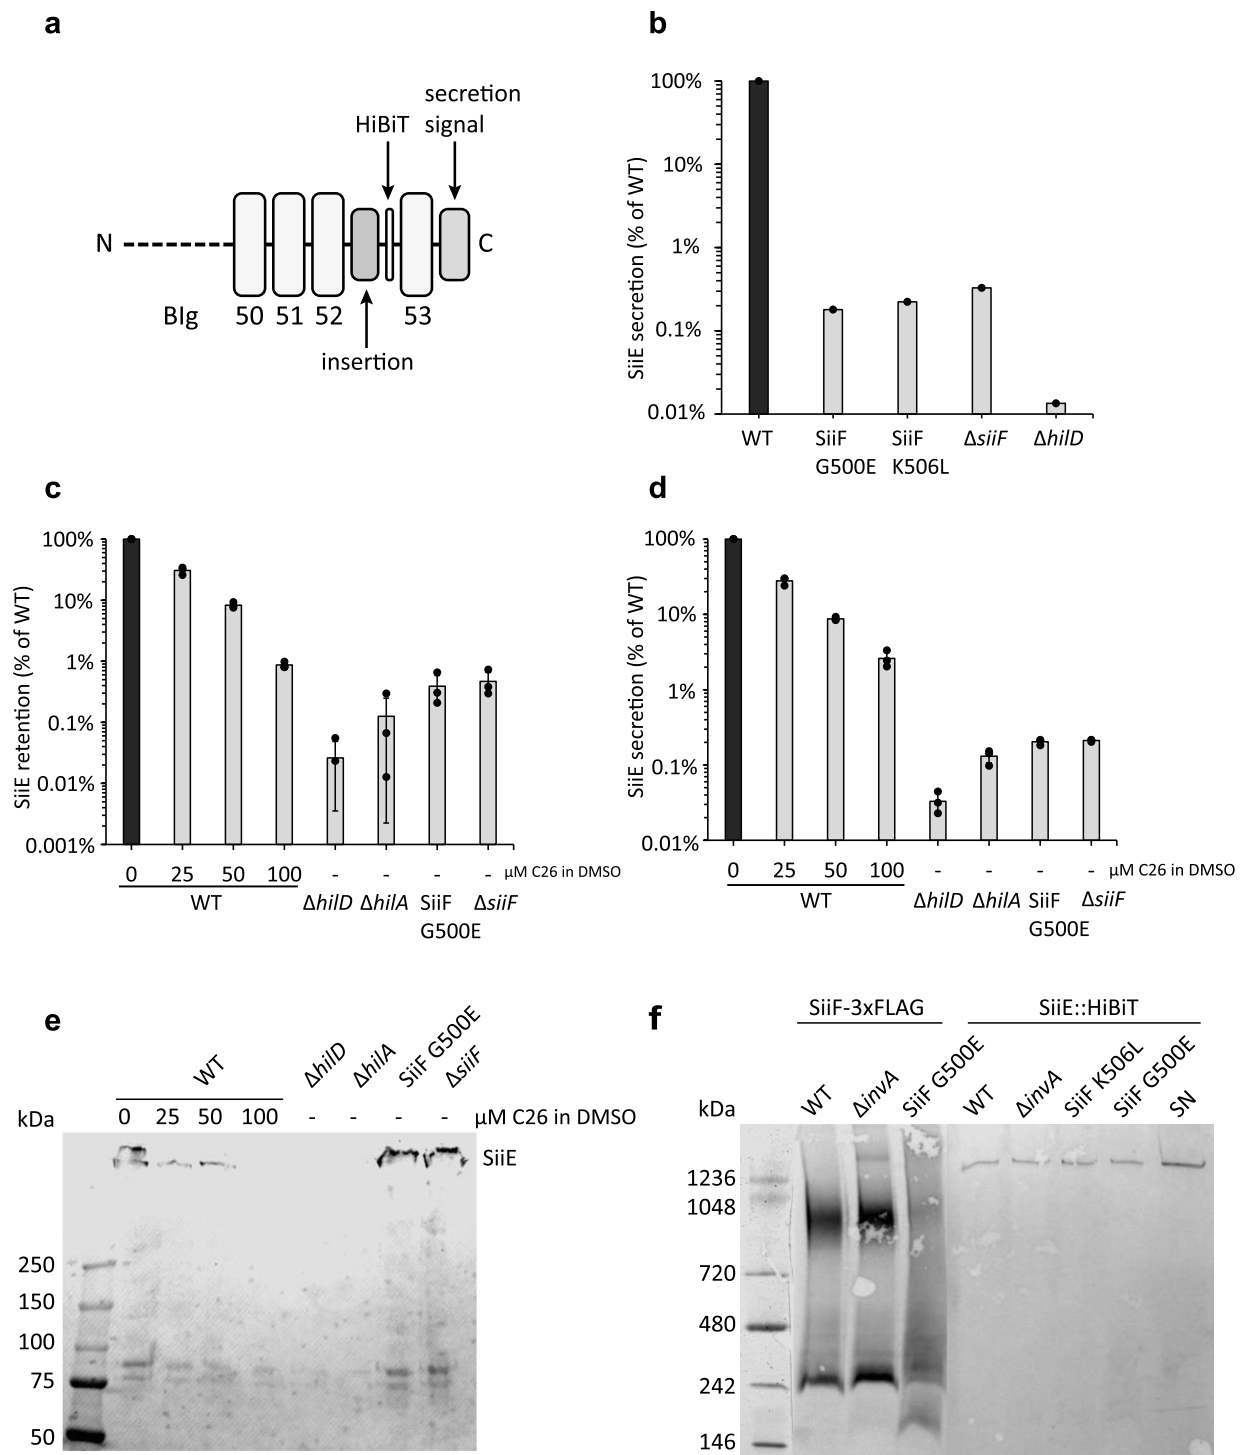 a
secretion
HiBiT signal
N
C
BIg 50 51 52 53
insertion
b
SiiE secretion (% of WT)
100%
10%
1%
0.1%
0.01%
WT SiiF SiiF ΔsiiF ΔhilD
G500E K506L
c
SiiE retention (% of WT)
100%
10%
1%
0.1%
0.01%
0.001%
0 25 50 100 - - - - µM C26 in DMSO
WT ΔhilD ΔhilA SiiF ΔsiiF
G500E
d
SiiE secretion (% of WT)
100%
10%
1%
0.1%
0.01%
0 25 50 100 - - - - µM C26 in DMSO
WT ΔhilD ΔhilA SiiF ΔsiiF
G500E
e
WT ΔhilD ΔhilA SiiF G500E ΔsiiF
kDa 0 25 50 100 - - - - µM C26 in DMSO
SiiE
250
150
100
75
50
f
SiiF-3xFLAG SiiE::HiBiT
kDa WT ΔinvA SiiF G500E WT ΔinvA SiiF K506L SiiF G500E SN
1236
1048
720
480
242
146